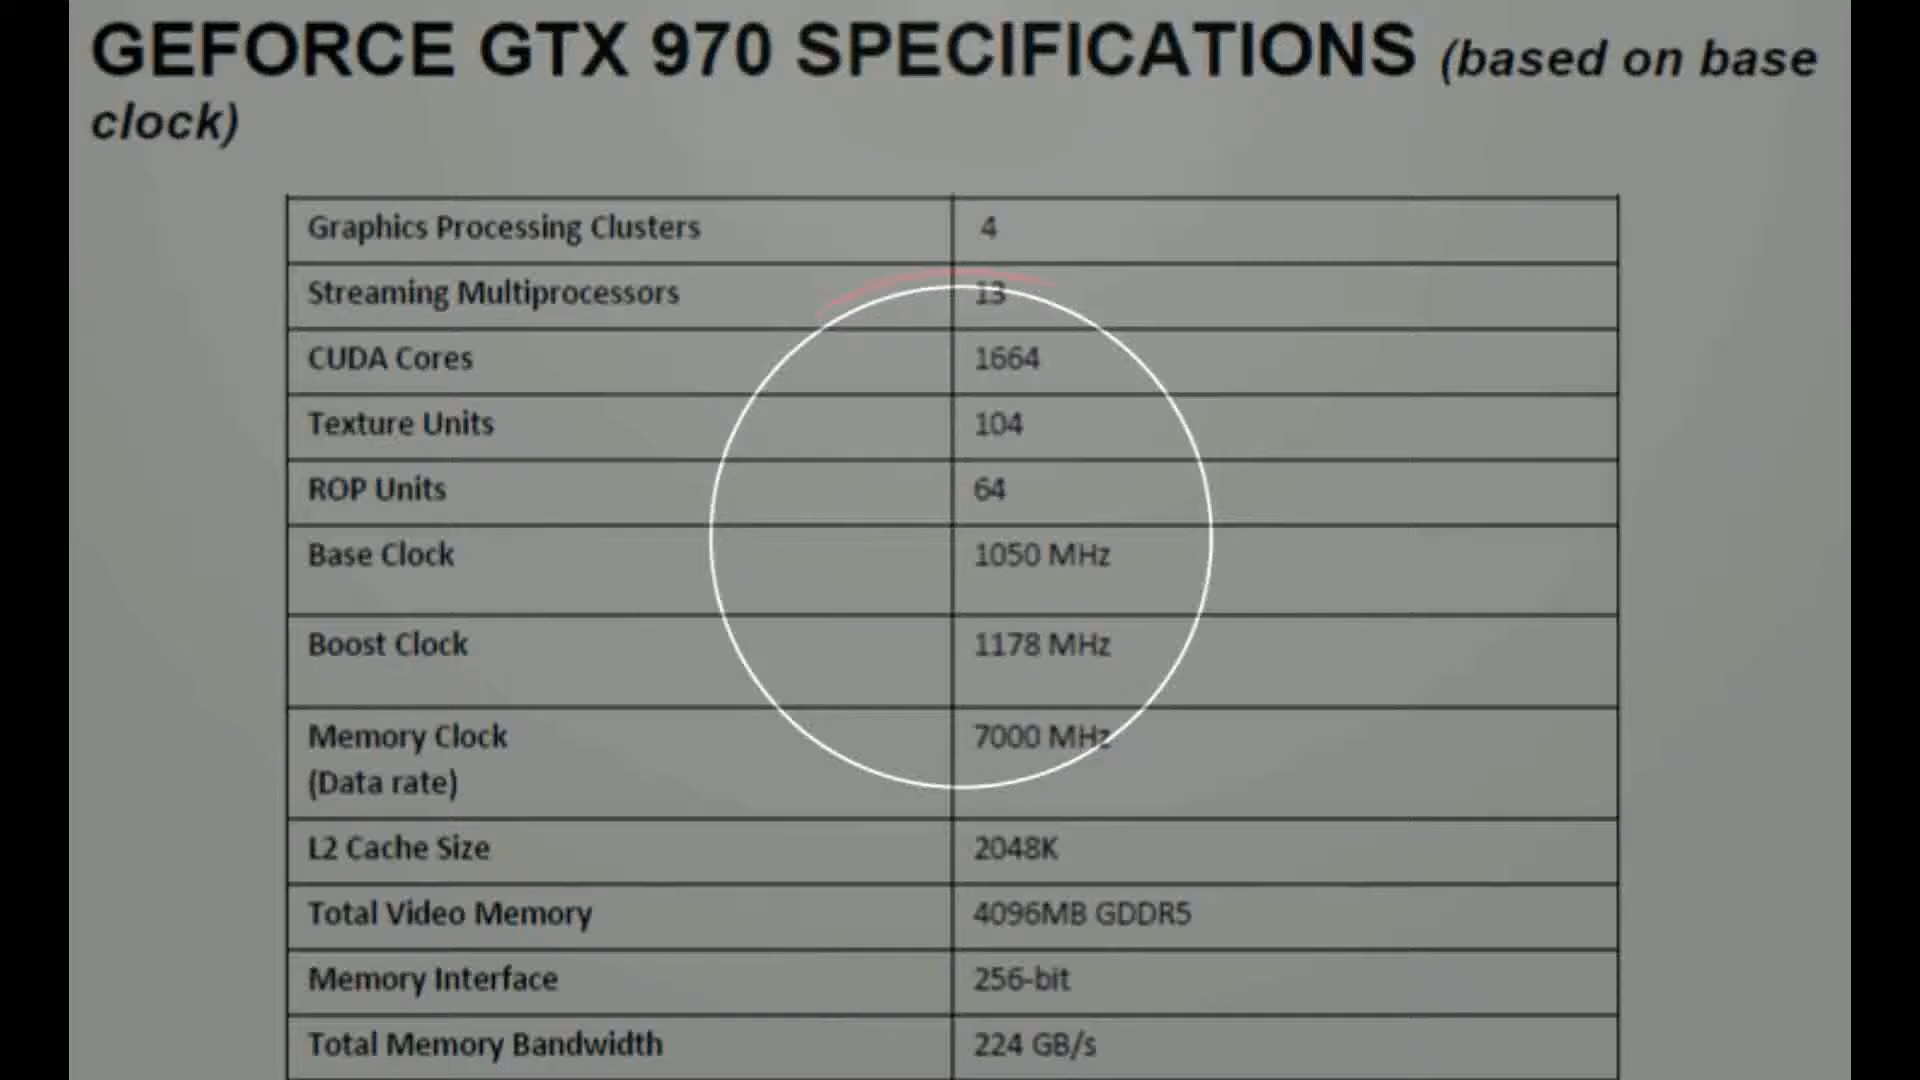 GEFORCE GTX 970 SPECIFICATIONS (based on base
clock)
Graphics Processing Clusters 4
Streaming Multiprocessors 13
CUDA Cores 1664
Texture Units 104
ROP Units 64
Base Clock 1050 MHz
Boost Clock 1178 MHz
Memory Clock 7000 MHz
(Data rate)
L2 Cache Size 2048K
Total Video Memory 4096MB GDDR5
Memory Interface 256-bit
Total Memory Bandwidth 224 GB/s